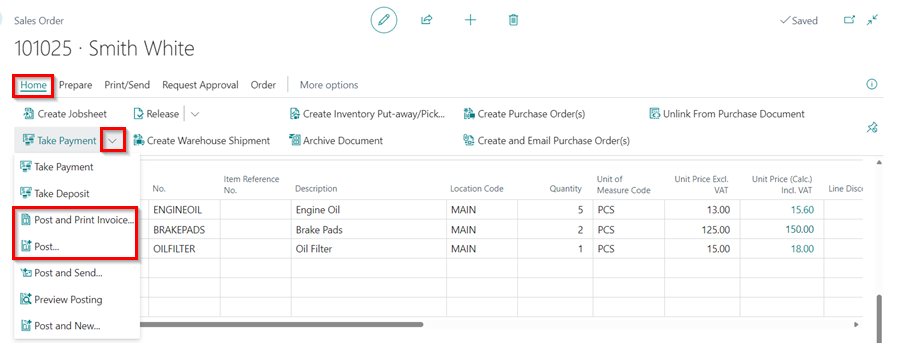 Sales Order
Saved
101025 · Smith White
Home Prepare Print/Send Request Approval Order More options
Create Jobsheet Release Create Inventory Put-away/Pick... Create Purchase Order(s) Unlink From Purchase Document
Take Payment Create Warehouse Shipment Archive Document Create and Email Purchase Order(s)
Take Payment
Take Deposit
Post and Print Invoice...
Post...
Post and Send...
Preview Posting
Post and New...
No. Item Reference No. Description Location Code Quantity Unit of Measure Code Unit Price Excl. VAT Unit Price (Calc.) Incl. VAT Line Disco
ENGINEOIL Engine Oil MAIN 5 PCS 13.00 15.60
BRAKEPADS Brake Pads MAIN 2 PCS 125.00 150.00
OILFILTER Oil Filter MAIN 1 PCS 15.00 18.00